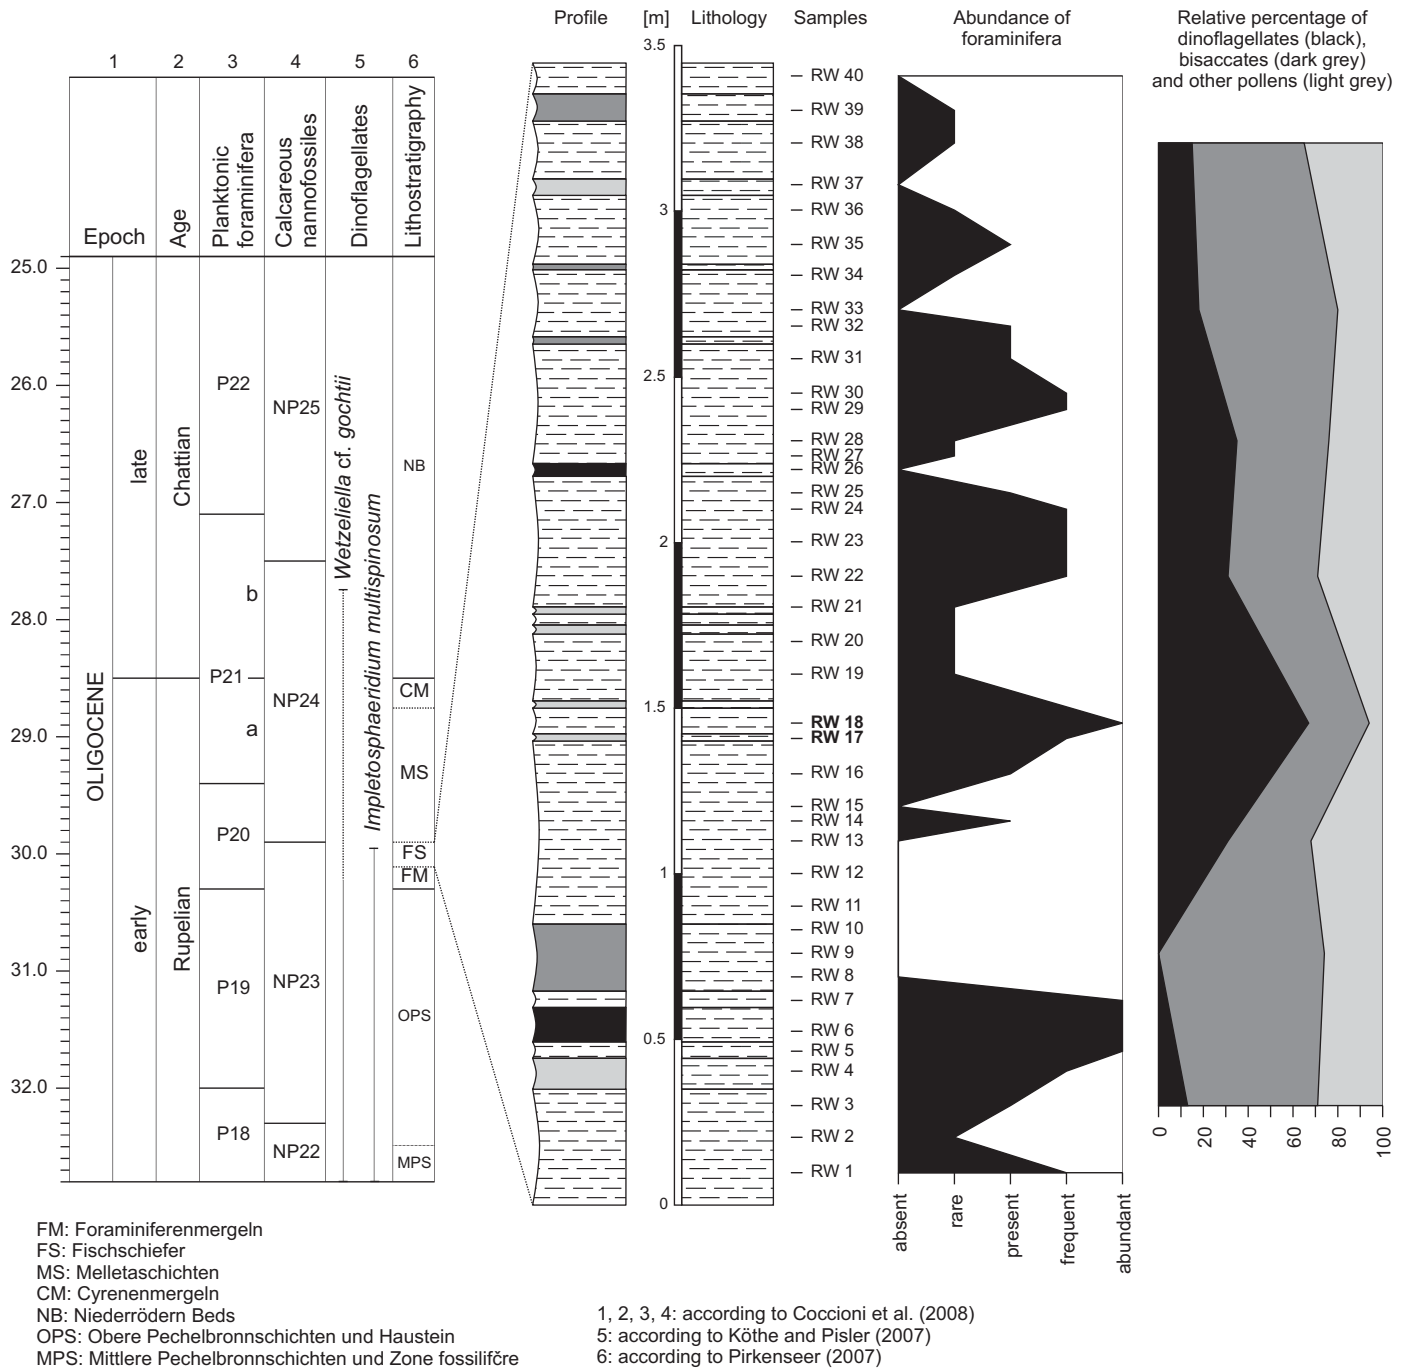 Profile
[m]
Lithology
Samples
Abundance of
foraminifera
Relative percentage of
dinoflagellates (black),
bisaccates (dark grey)
and other pollens (light grey)
1
2
3
4
5
6
Epoch
Age
Planktonic
foraminifera
Calcareous
nannofossiles
Dinoflagellates
Lithostratigraphy
25.0
26.0
27.0
28.0
29.0
30.0
31.0
32.0
OLIGOCENE
late
early
Chattian
Rupelian
P22
b
P21
a
P20
P19
P18
NP25
NP24
NP23
NP22
Wetzeliella cf. gochtii
Impletosphaeridium multispinosum
NB
CM
MS
FS
FM
OPS
MPS
3.5
3
2.5
2
1.5
1
0.5
0
RW 40
RW 39
RW 38
RW 37
RW 36
RW 35
RW 34
RW 33
RW 32
RW 31
RW 30
RW 29
RW 28
RW 27
RW 26
RW 25
RW 24
RW 23
RW 22
RW 21
RW 20
RW 19
RW 18
RW 17
RW 16
RW 15
RW 14
RW 13
RW 12
RW 11
RW 10
RW 9
RW 8
RW 7
RW 6
RW 5
RW 4
RW 3
RW 2
RW 1
absent
rare
present
frequent
abundant
0
20
40
60
80
100
FM: Foraminiferenmergeln
FS: Fischschiefer
MS: Melletaschichten
CM: Cyrenenmergeln
NB: Niederrödern Beds
OPS: Obere Pechelbronnschichten und Haustein
MPS: Mittlere Pechelbronnschichten und Zone fossilifčre
1, 2, 3, 4: according to Coccioni et al. (2008)
5: according to Köthe and Pisler (2007)
6: according to Pirkenseer (2007)